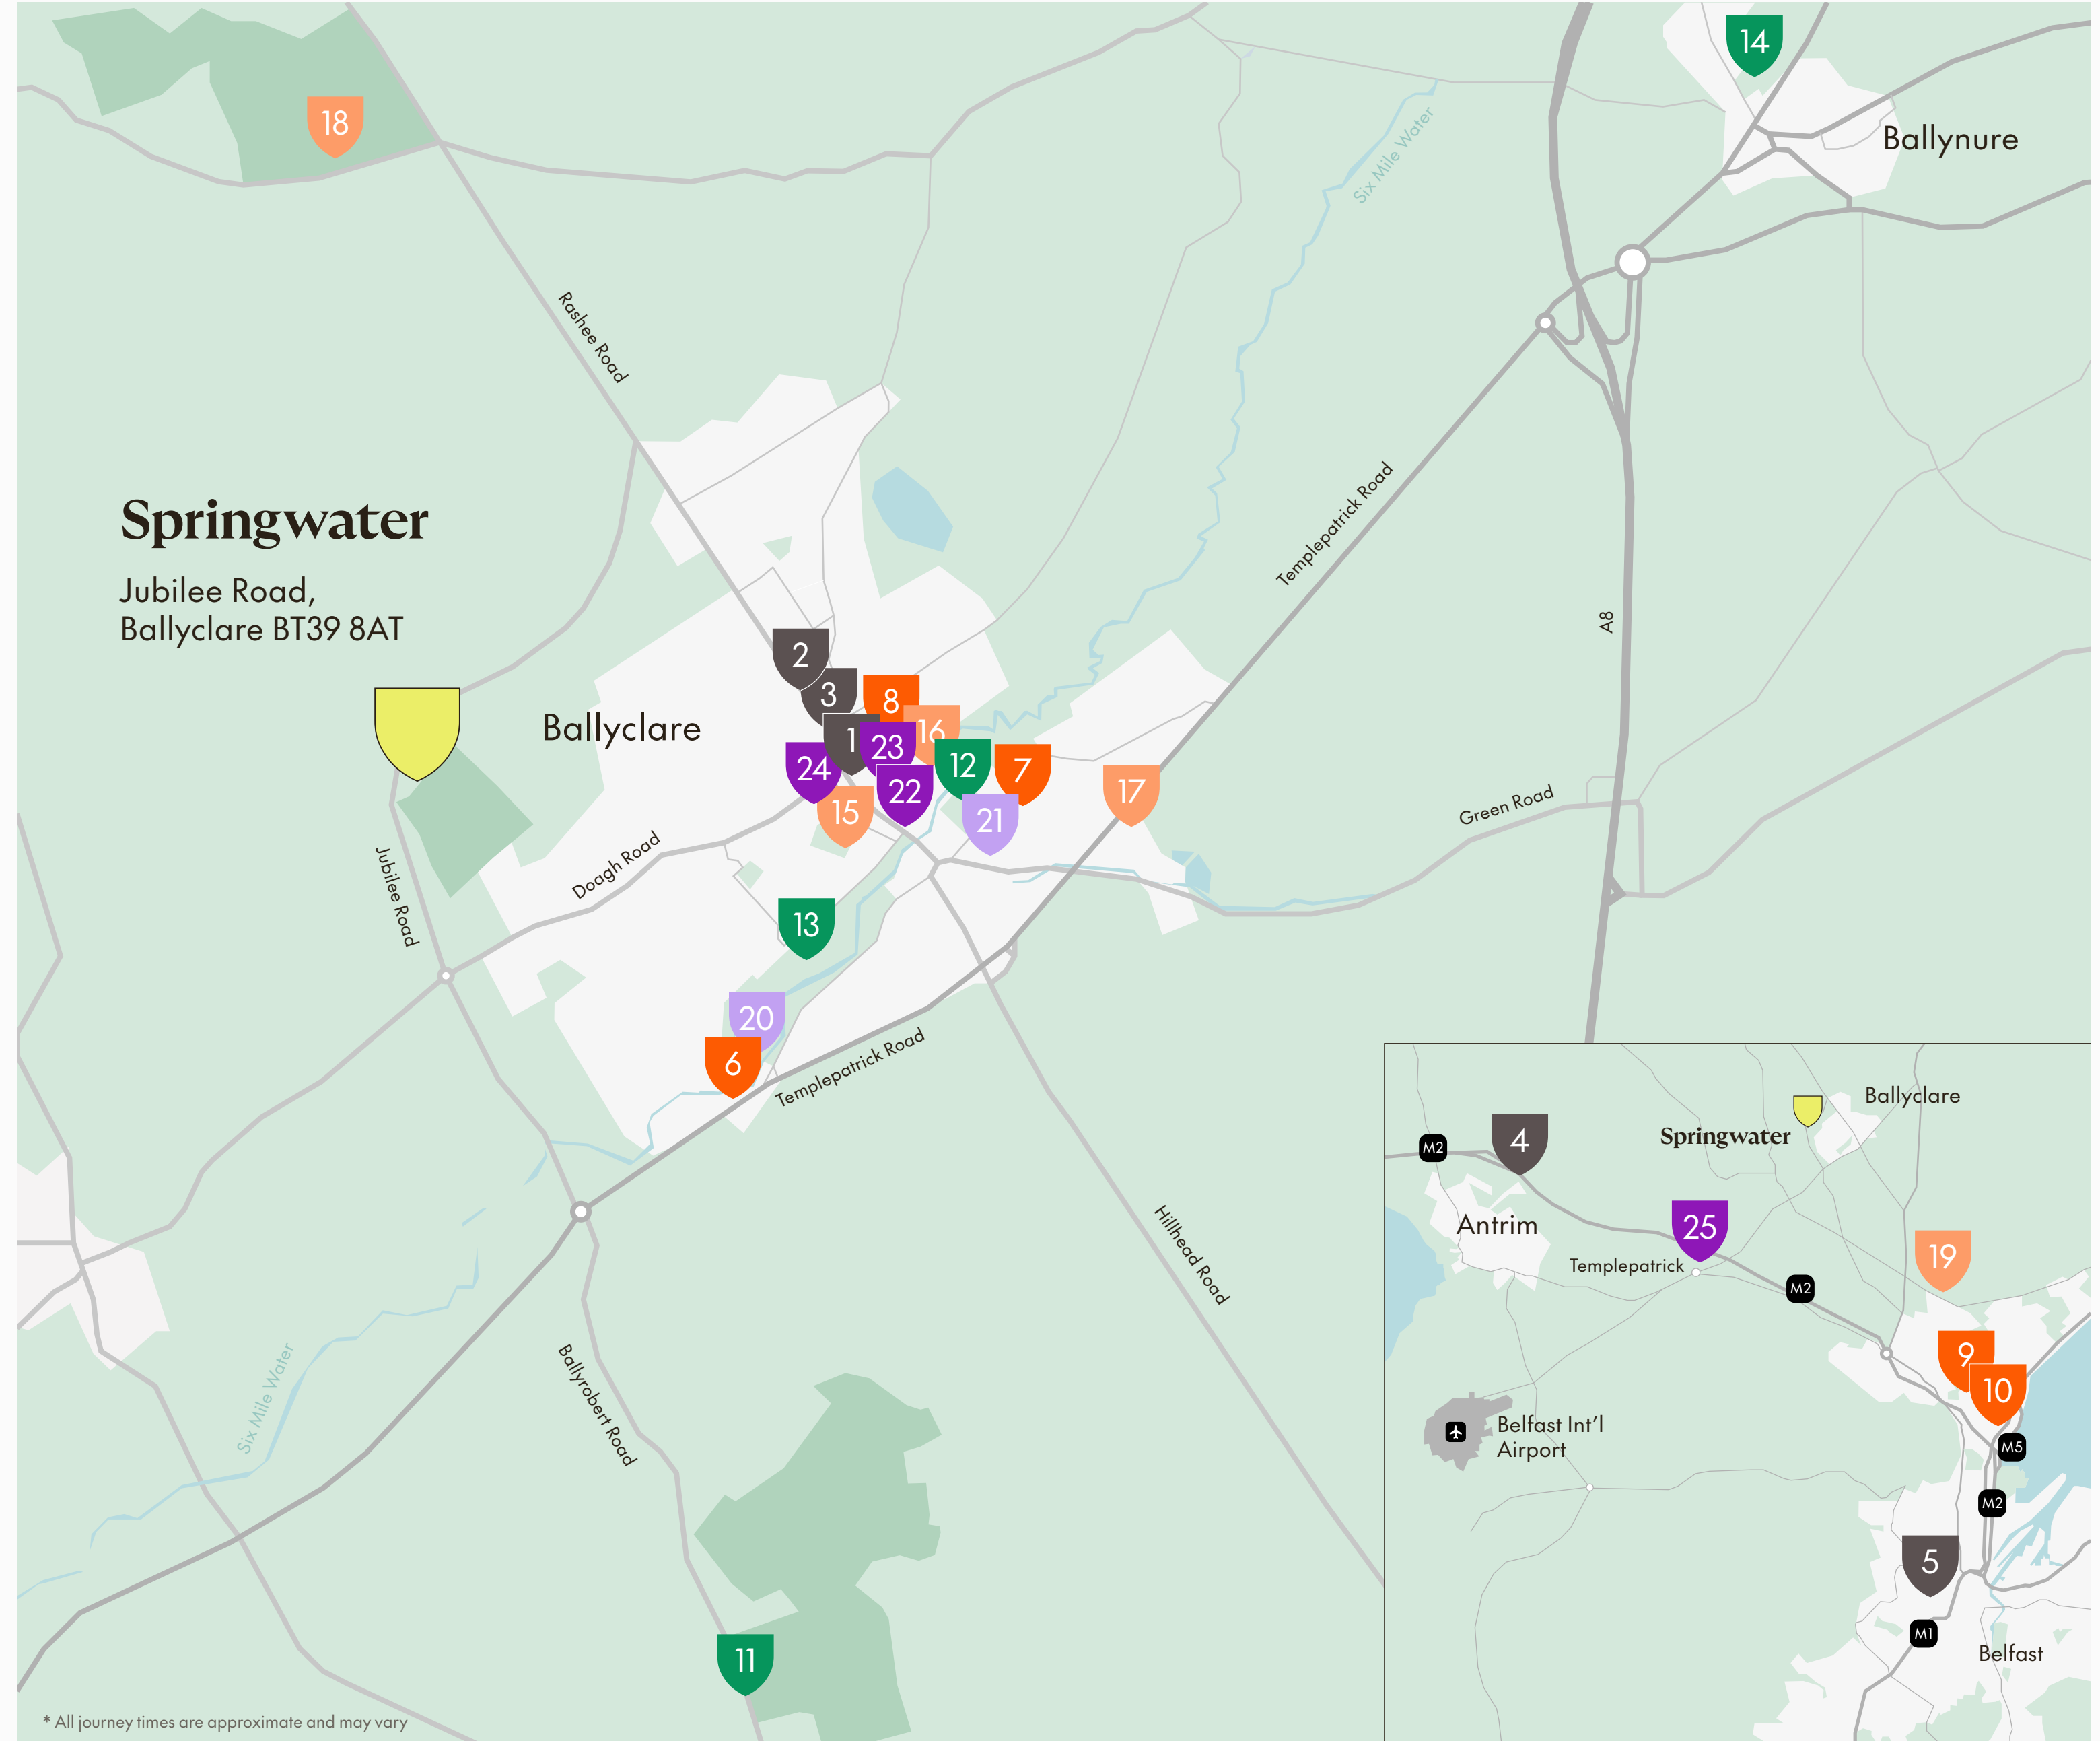 14
Ballynure
18
Six Mile Water
Rashee Road
Springwater
Jubilee Road,
Ballyclare BT39 8AT
Templepatrick Road
A8
2
3
8
Ballyclare
1
23
16
24
22
12
7
17
15
21
Green Road
Doagh Road
Jubilee Road
13
20
6
Templepatrick Road
Hillhead Road
Six Mile Water
Ballyrobert Road
11
* All journey times are approximate and may vary
Ballyclare
Springwater
M2
4
Antrim
25
Templepatrick
19
M2
9
10
Belfast Int'l
Airport
M5
M2
5
M1
Belfast